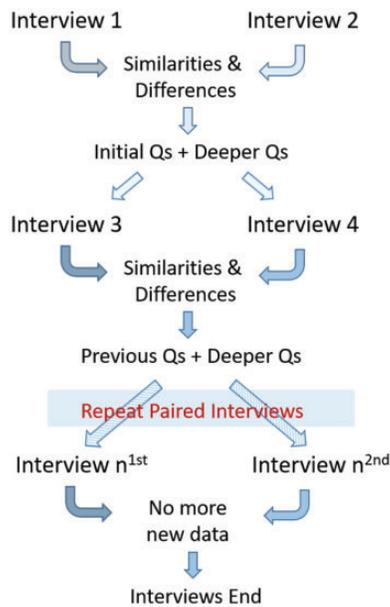 Interview 1
Interview 2
Similarities &
Differences
Initial Qs + Deeper Qs
Interview 3
Interview 4
Similarities &
Differences
Previous Qs + Deeper Qs
Repeat Paired Interviews
Interview n1st
Interview n2nd
No more
new data
Interviews End